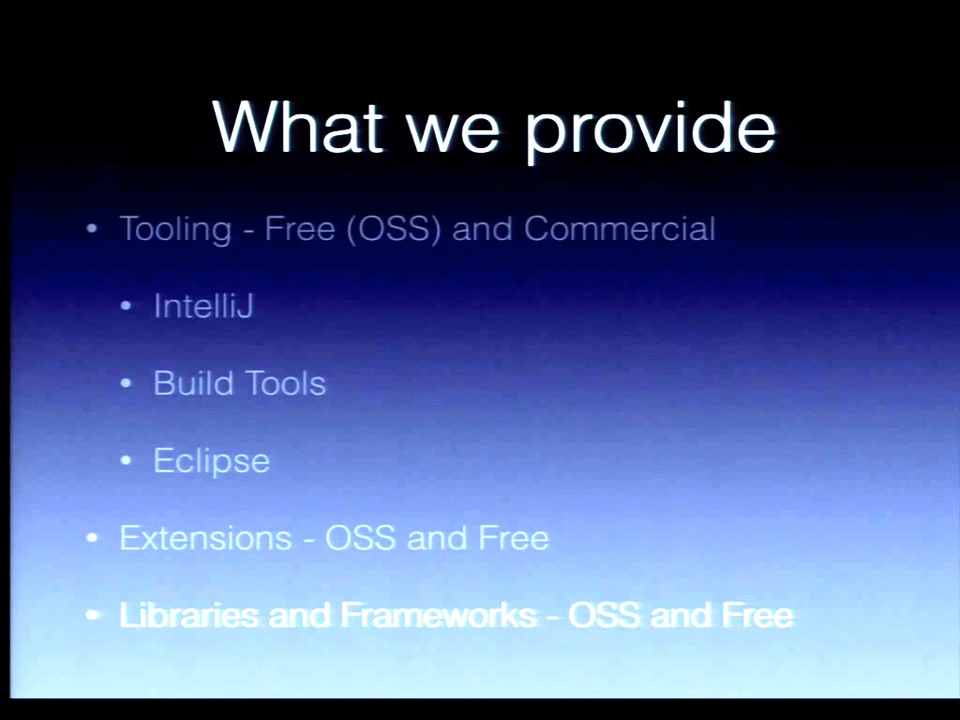 What we provide
• Tooling - Free (OSS) and Commercial
• IntelliJ
• Build Tools
• Eclipse
• Extensions - OSS and Free
• Libraries and Frameworks - OSS and Free